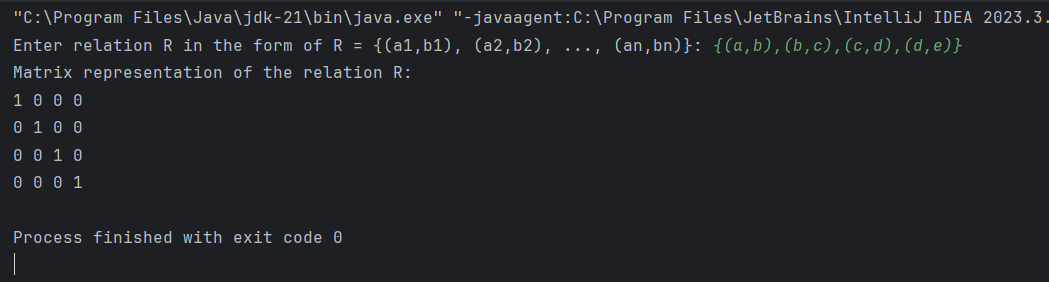 "C:\Program Files\Java\jdk-21\bin\java.exe" "-javaagent:C:\Program Files\JetBrains\IntelliJ IDEA 2023.3.
Enter relation R in the form of R = {(a1,b1), (a2,b2), ..., (an,bn)}: {(a,b),(b,c),(c,d),(d,e)}
Matrix representation of the relation R:
1 0 0 0
0 1 0 0
0 0 1 0
0 0 0 1
Process finished with exit code 0